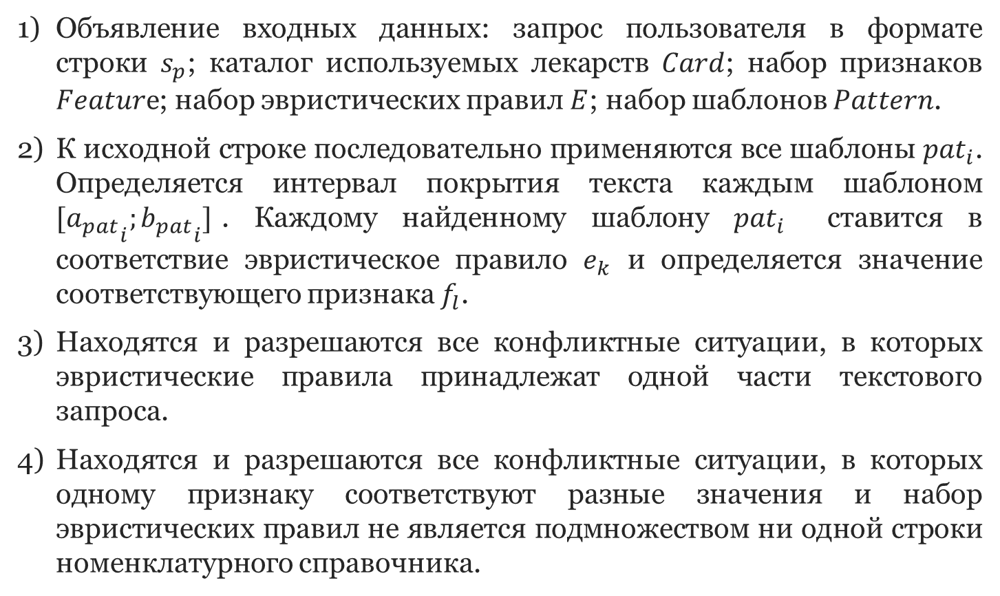 1) Объявление входных данных: запрос пользователя в формате
строки s_p; каталог используемых лекарств Card; набор признаков
Feature; набор эвристических правил E; набор шаблонов Pattern.
2) К исходной строке последовательно применяются все шаблоны pat_i.
Определяется интервал покрытия текста каждым шаблоном
[a_{pat_i}; b_{pat_i}] . Каждому найденному шаблону pat_i ставится в
соответствие эвристическое правило e_k и определяется значение
соответствующего признака f_l.
3) Находятся и разрешаются все конфликтные ситуации, в которых
эвристические правила принадлежат одной части текстового
запроса.
4) Находятся и разрешаются все конфликтные ситуации, в которых
одному признаку соответствуют разные значения и набор
эвристических правил не является подмножеством ни одной строки
номенклатурного справочника.